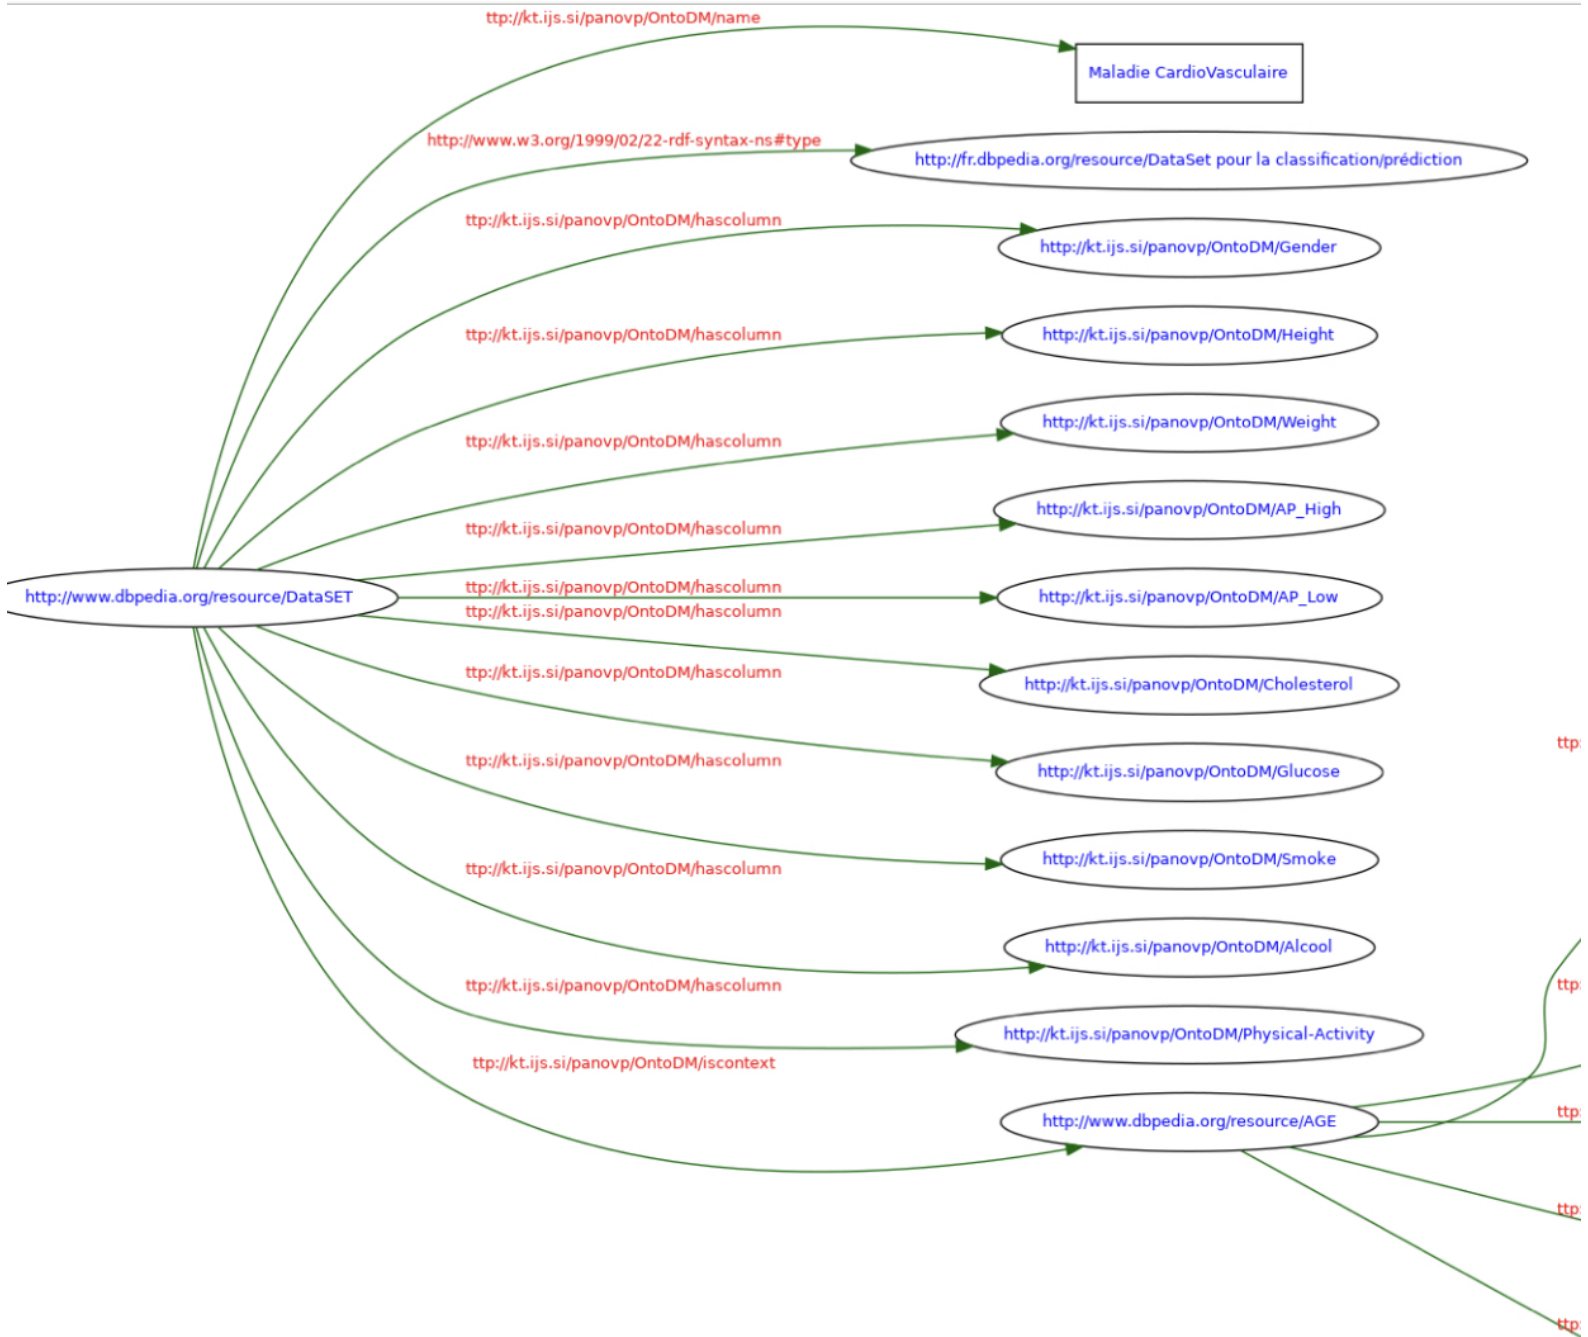 ttp://kt.ijs.si/panovp/OntoDM/name
Maladie CardioVasculaire
http://www.w3.org/1999/02/22-rdf-syntax-ns#type
http://fr.dbpedia.org/resource/DataSet pour la classification/prédiction
ttp://kt.ijs.si/panovp/OntoDM/hascolumn
http://kt.ijs.si/panovp/OntoDM/Gender
ttp://kt.ijs.si/panovp/OntoDM/hascolumn
http://kt.ijs.si/panovp/OntoDM/Height
ttp://kt.ijs.si/panovp/OntoDM/hascolumn
http://kt.ijs.si/panovp/OntoDM/Weight
ttp://kt.ijs.si/panovp/OntoDM/hascolumn
http://kt.ijs.si/panovp/OntoDM/AP_High
http://www.dbpedia.org/resource/DataSET
ttp://kt.ijs.si/panovp/OntoDM/hascolumn
http://kt.ijs.si/panovp/OntoDM/AP_Low
ttp://kt.ijs.si/panovp/OntoDM/hascolumn
http://kt.ijs.si/panovp/OntoDM/Cholesterol
ttp://kt.ijs.si/panovp/OntoDM/hascolumn
http://kt.ijs.si/panovp/OntoDM/Glucose
ttp:
ttp://kt.ijs.si/panovp/OntoDM/hascolumn
http://kt.ijs.si/panovp/OntoDM/Smoke
ttp://kt.ijs.si/panovp/OntoDM/hascolumn
http://kt.ijs.si/panovp/OntoDM/Alcool
ttp://kt.ijs.si/panovp/OntoDM/hascolumn
ttp:
http://kt.ijs.si/panovp/OntoDM/Physical-Activity
ttp://kt.ijs.si/panovp/OntoDM/iscontext
http://www.dbpedia.org/resource/AGE
ttp:
ttp:
ttp: